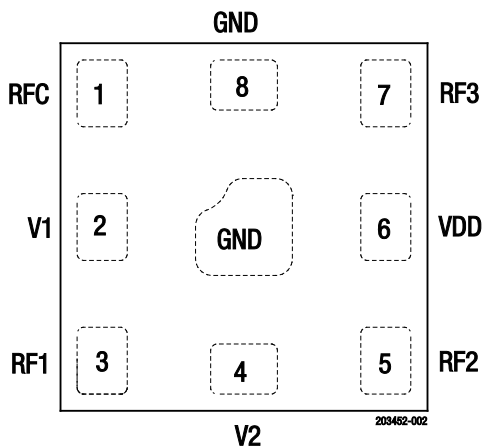 GND
RFC 1 8 7 RF3
V1 2 GND 6 VDD
RF1 3 4 5 RF2
203452-002
V2